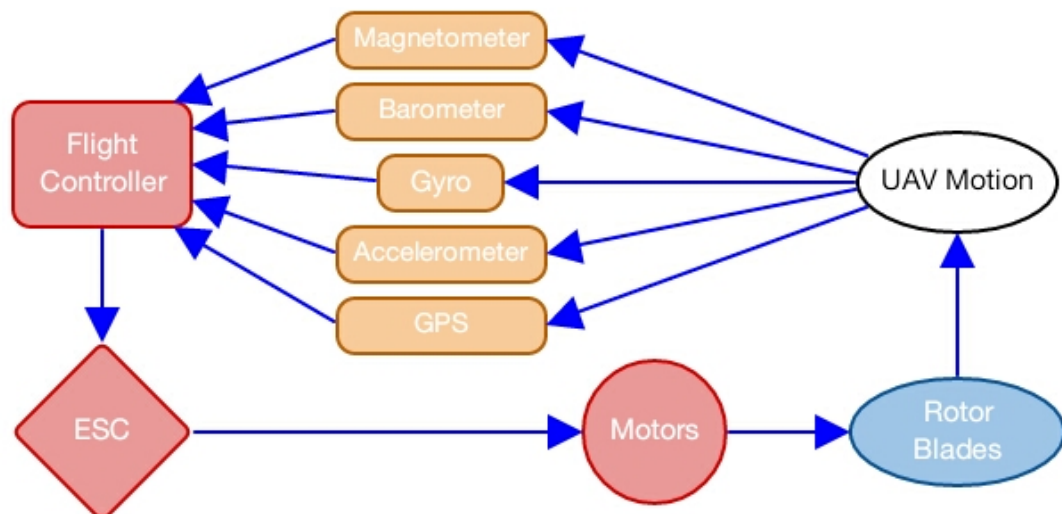 Magnetometer
Barometer
Flight
Controller
Gyro
UAV Motion
Accelerometer
GPS
ESC
Motors
Rotor
Blades